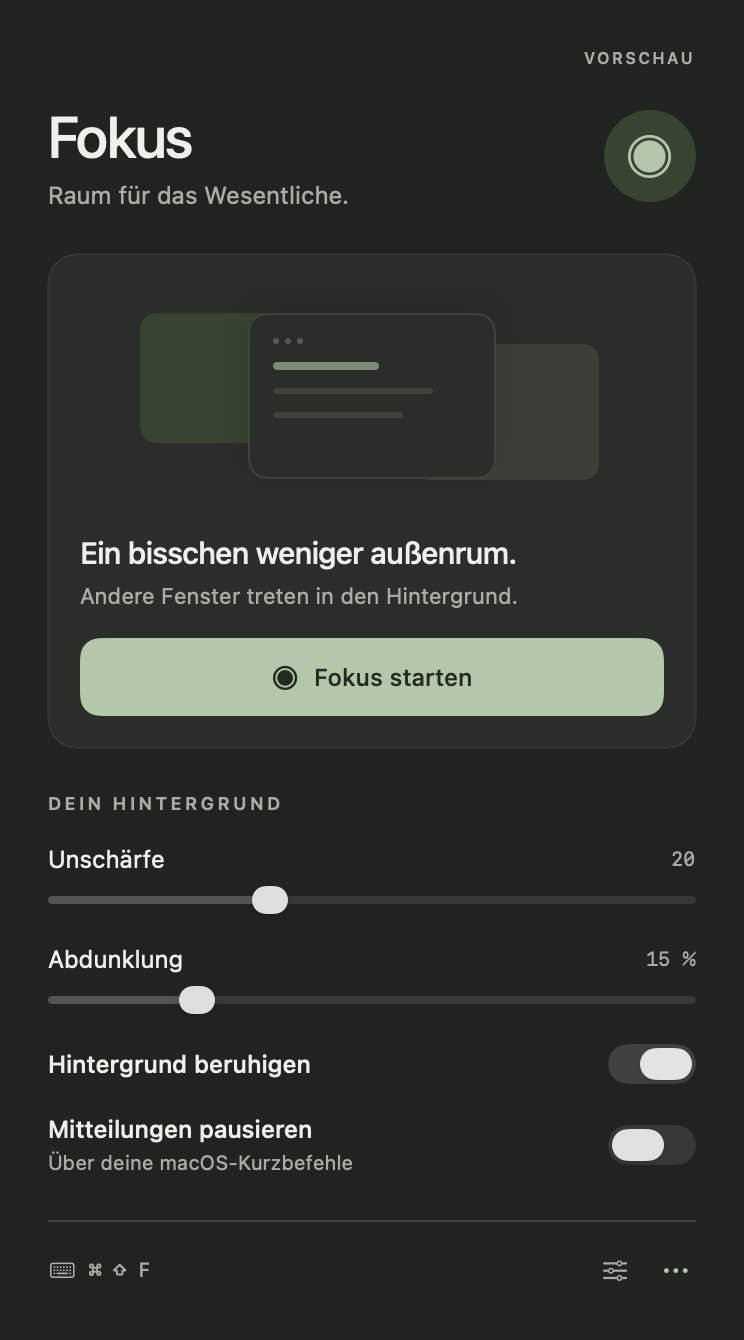 VORSCHAU
Fokus
Raum für das Wesentliche.
Ein bisschen weniger außenrum.
Andere Fenster treten in den Hintergrund.
Fokus starten
DEIN HINTERGRUND
Unschärfe 20
Abdunklung 15 %
Hintergrund beruhigen
Mitteilungen pausieren
Über deine macOS-Kurzbefehle
⌘ ⇧ F